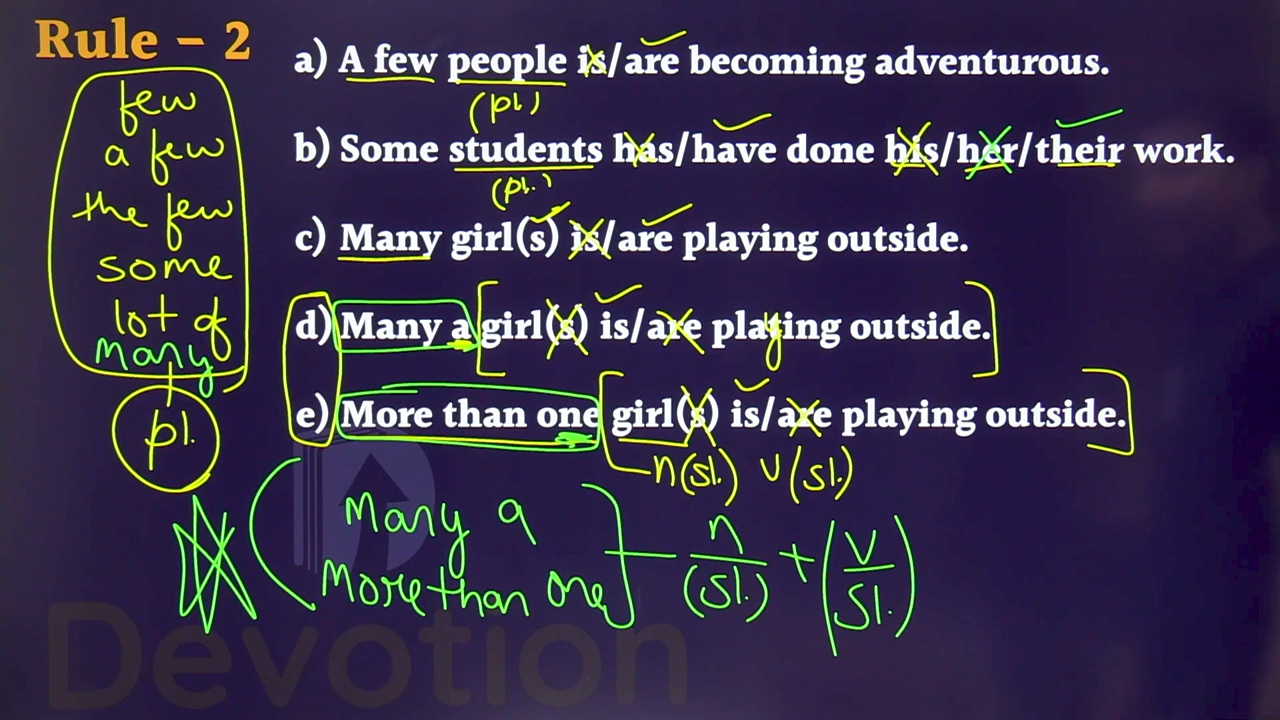 Rule – 2
few
a few
the few
some
lot of
Many
pl.
a) A few people is/are becoming adventurous.
(pl.)
b) Some students has/have done his/her/their work.
(pl.)
c) Many girl(s) is/are playing outside.
d) Many a girl(s) is/are plating outside.
y
e) More than one girl(s) is/are playing outside.
n(sl.) v(sl.)
Many a
More than one
n
(sl.)
+
v
sl.
Devotion